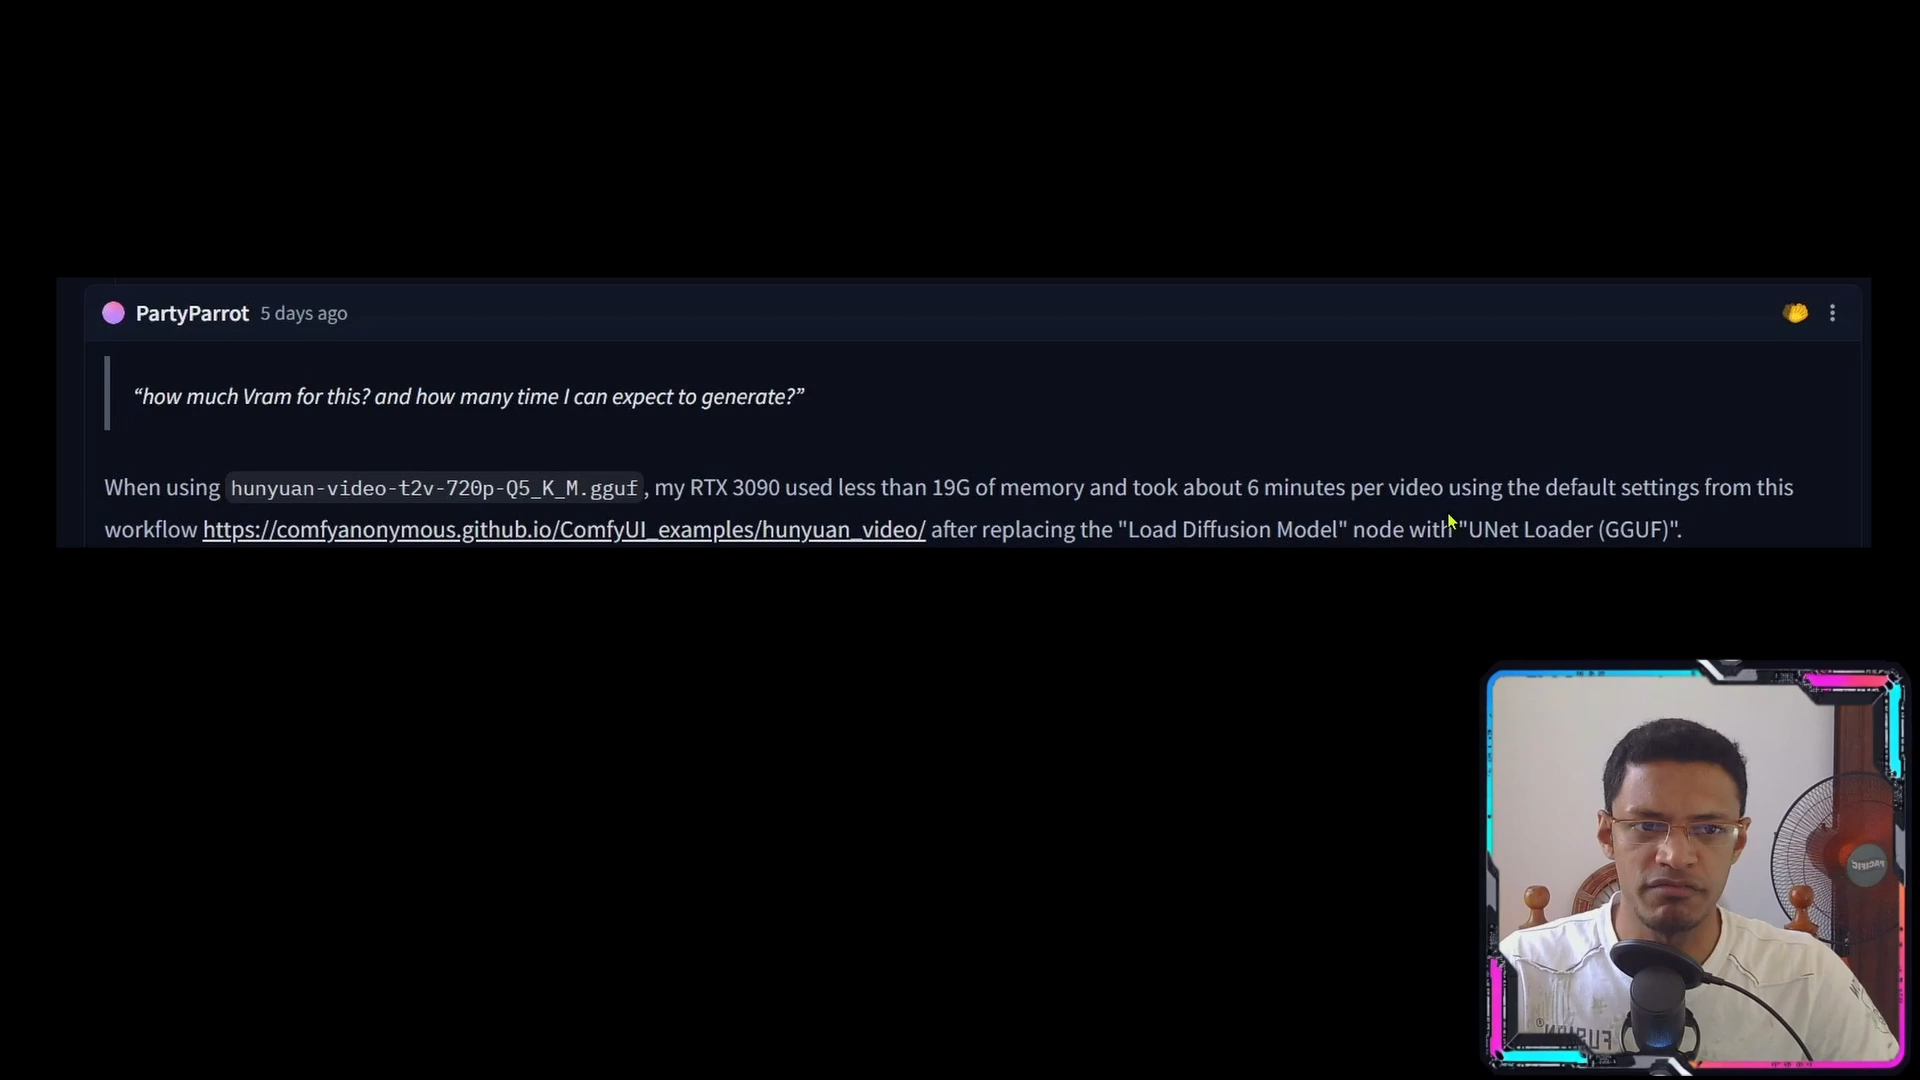 PartyParrot 5 days ago
“how much Vram for this? and how many time I can expect to generate?”
When using hunyuan-video-t2v-720p-Q5_K_M.gguf, my RTX 3090 used less than 19G of memory and took about 6 minutes per video using the default settings from this
workflow https://comfyanonymous.github.io/ComfyUI_examples/hunyuan_video/ after replacing the "Load Diffusion Model" node with "UNet Loader (GGUF)".
PACIFIC
FUSION